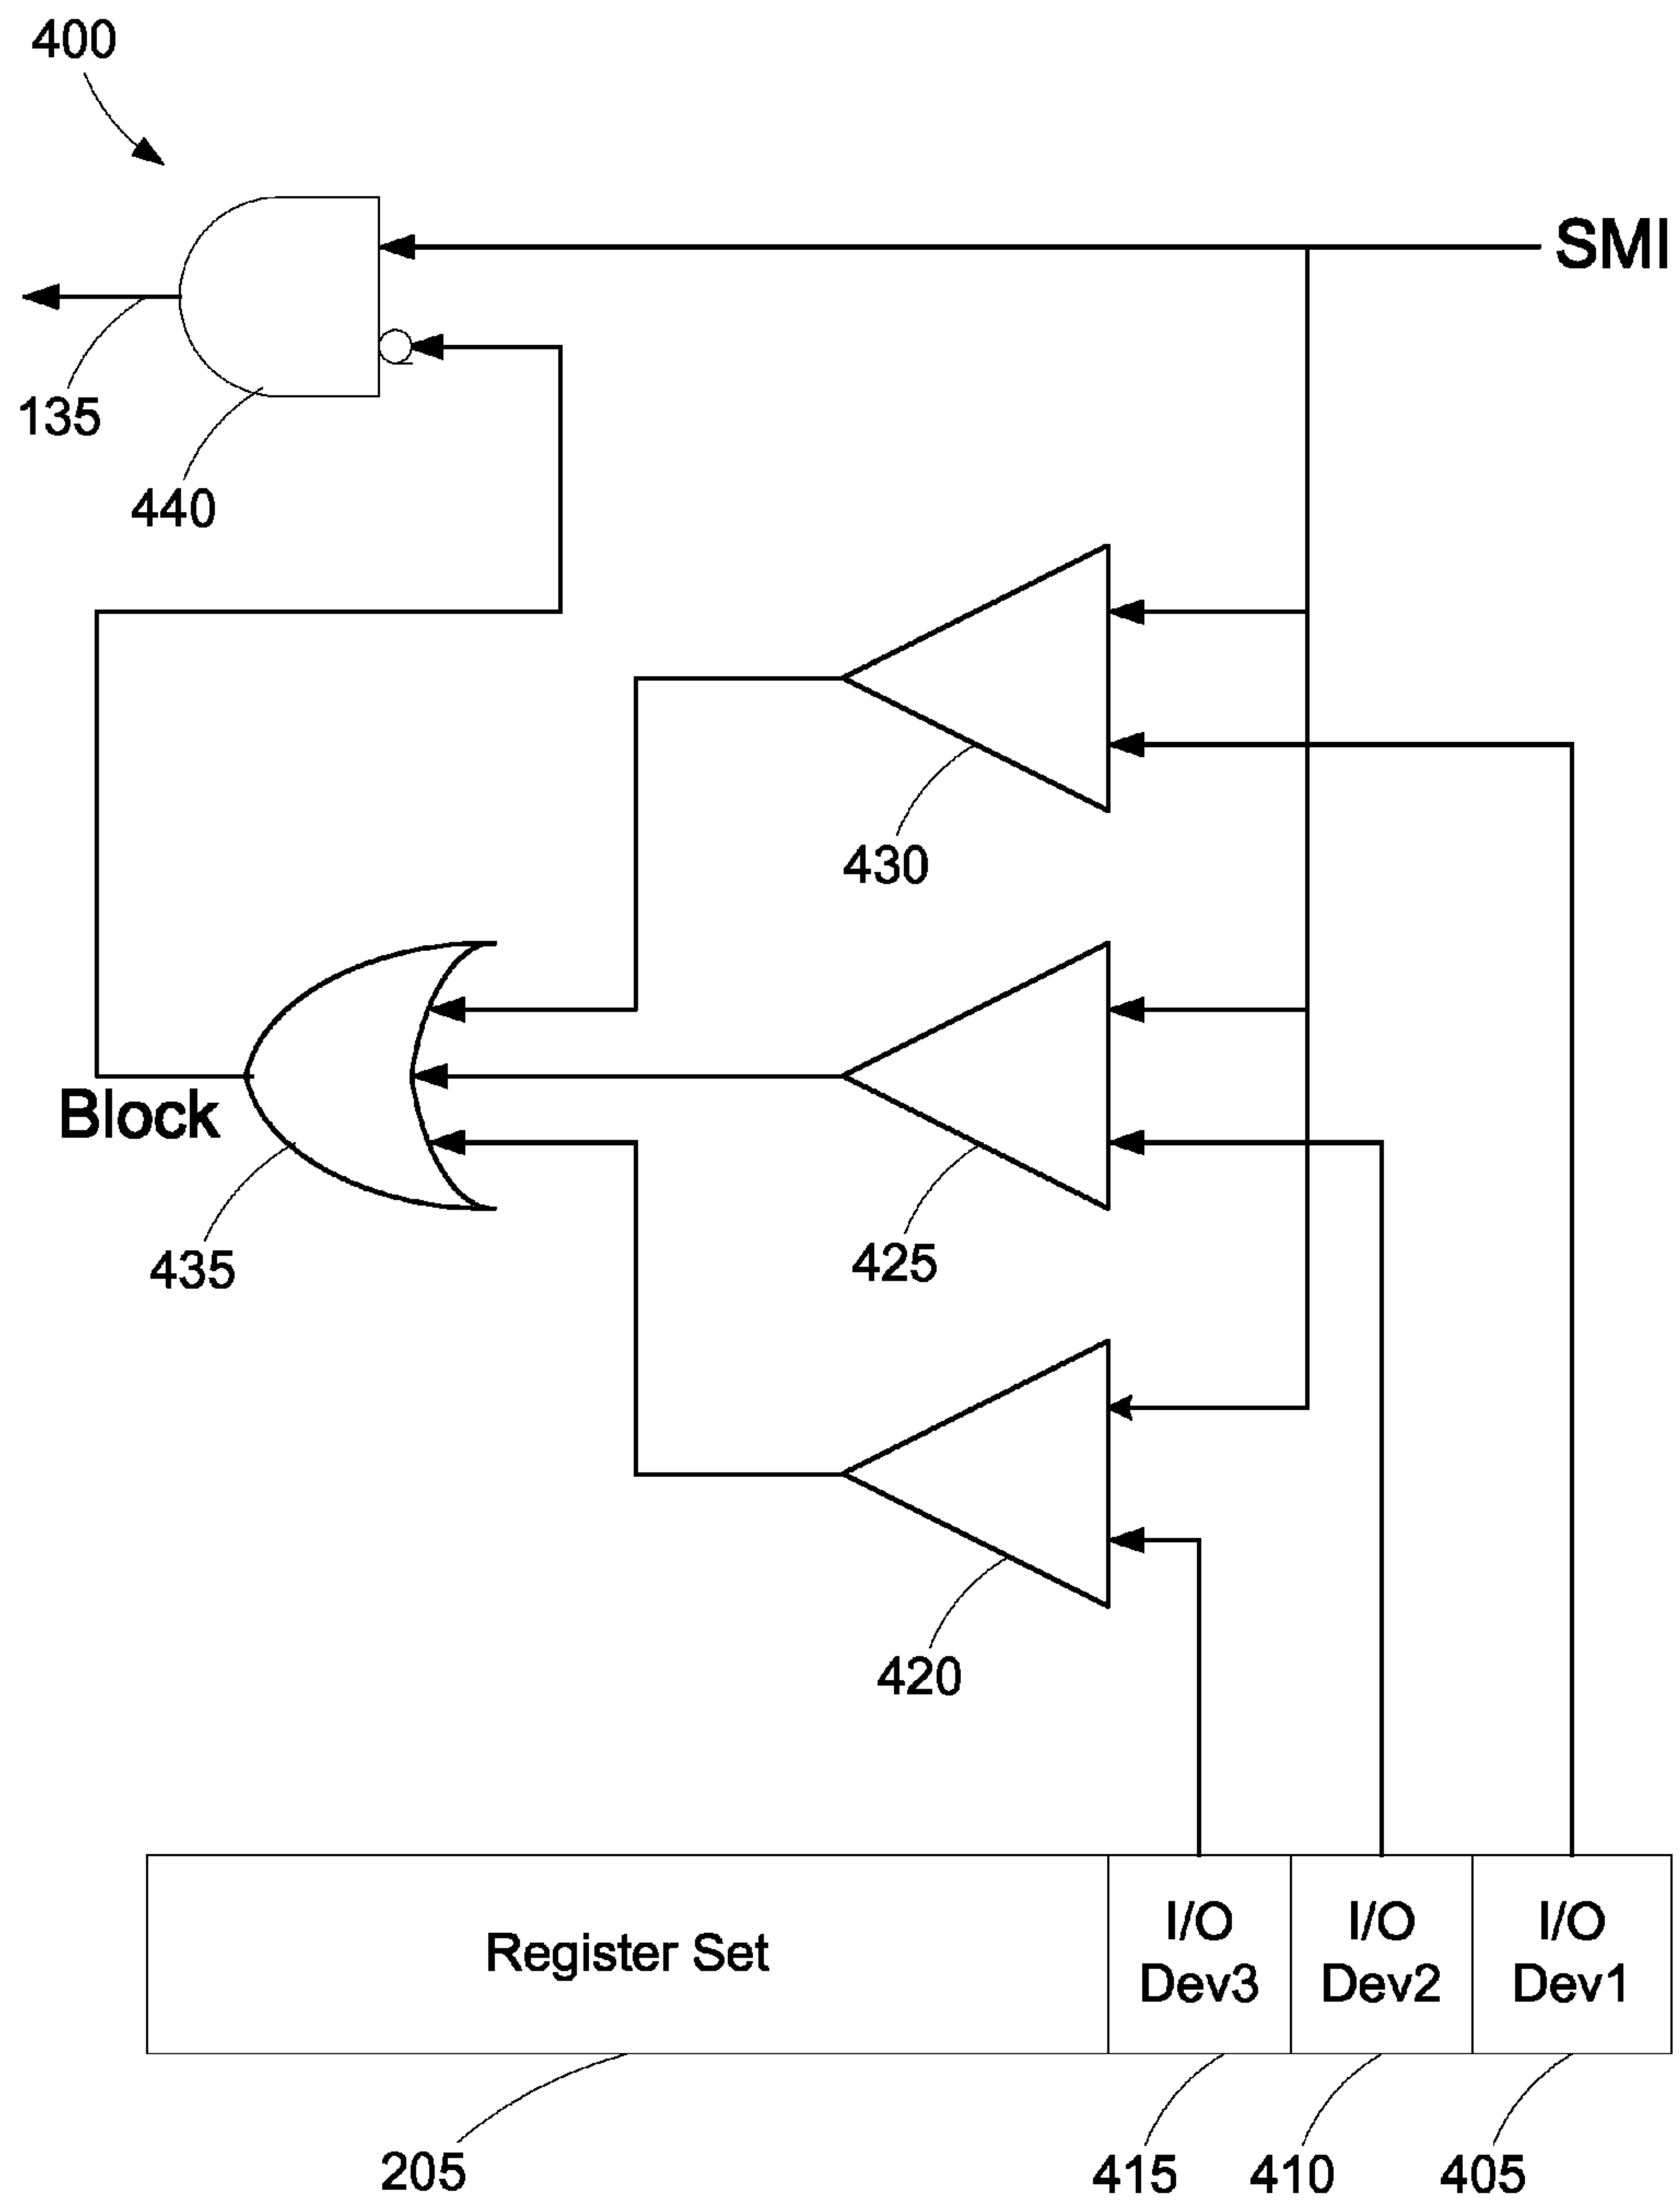 400
SMI
135
440
430
Block
435
425
420
Register Set
I/O
Dev3
I/O
Dev2
I/O
Dev1
205
415
410
405